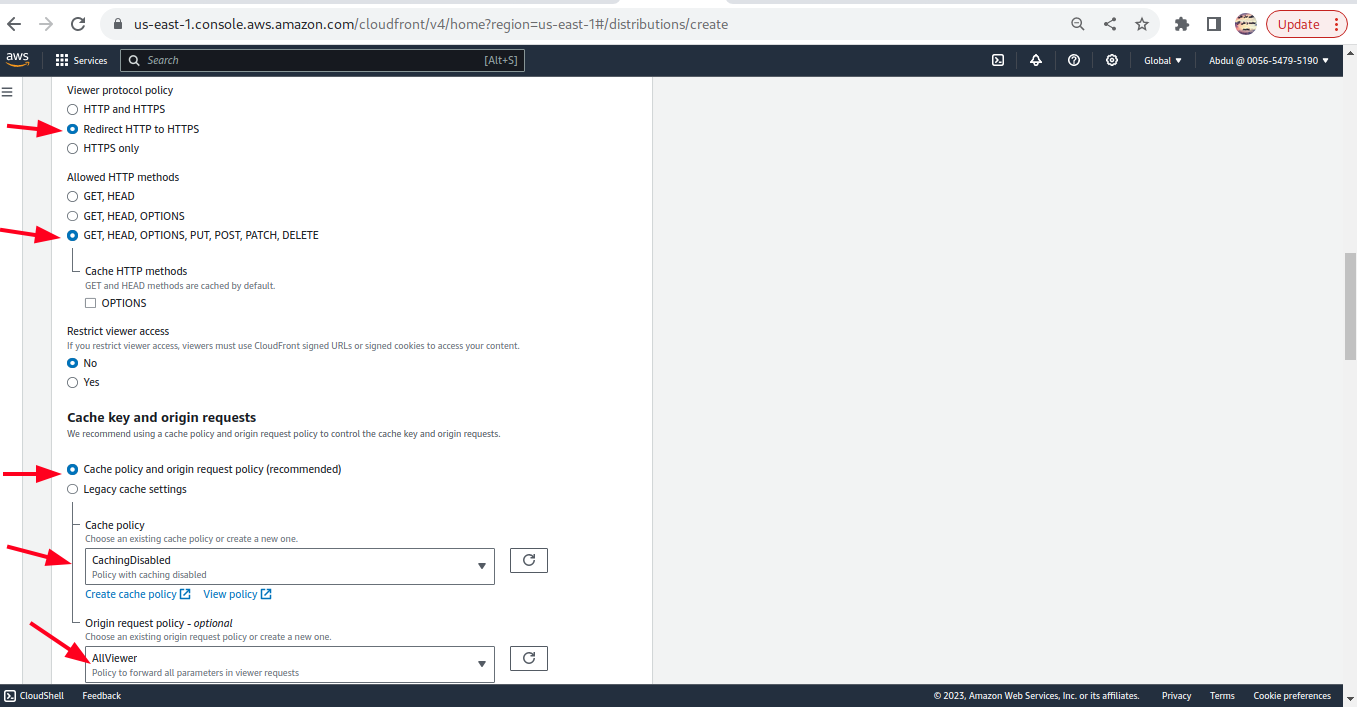 us-east-1.console.aws.amazon.com/cloudfront/v4/home?region=us-east-1#/distributions/create
Update
aws
Services
Search
[Alt+S]
Global
Abdul @ 0056-5479-5190
Viewer protocol policy
HTTP and HTTPS
Redirect HTTP to HTTPS
HTTPS only
Allowed HTTP methods
GET, HEAD
GET, HEAD, OPTIONS
GET, HEAD, OPTIONS, PUT, POST, PATCH, DELETE
Cache HTTP methods
GET and HEAD methods are cached by default.
OPTIONS
Restrict viewer access
If you restrict viewer access, viewers must use CloudFront signed URLs or signed cookies to access your content.
No
Yes
Cache key and origin requests
We recommend using a cache policy and origin request policy to control the cache key and origin requests.
Cache policy and origin request policy (recommended)
Legacy cache settings
Cache policy
Choose an existing cache policy or create a new one.
CachingDisabled
Policy with caching disabled
Create cache policy
View policy
Origin request policy - optional
Choose an existing origin request policy or create a new one.
AllViewer
Policy to forward all parameters in viewer requests
CloudShell
Feedback
© 2023, Amazon Web Services, Inc. or its affiliates.
Privacy
Terms
Cookie preferences